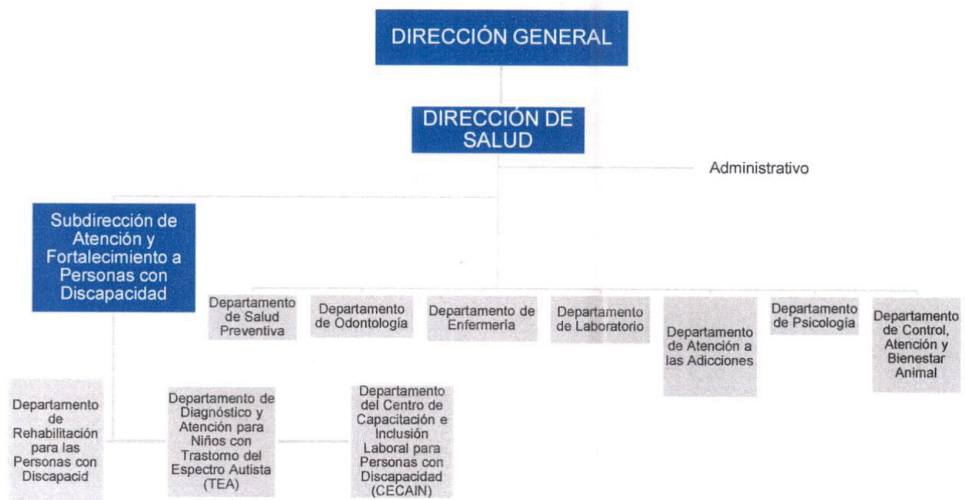 DIRECCIÓN GENERAL
DIRECCIÓN DE
SALUD
Administrativo
Subdirección de
Atención y
Fortalecimiento a
Personas con
Discapacidad
Departamento
de Salud
Preventiva
Departamento
de Odontología
Departamento de
Enfermería
Departamento
de Laboratorio
Departamento
de Atención a
las Adicciones
Departamento
de Psicología
Departamento
de Control,
Atención y
Bienestar
Animal
Departamento
de
Rehabilitación
para las
Personas con
Discapacid
Departamento de
Diagnóstico y
Atención para
Niños con
Trastorno del
Espectro Autista
(TEA)
Departamento
del Centro de
Capacitación e
Inclusión
Laboral para
Personas con
Discapacidad
(CECAIN)